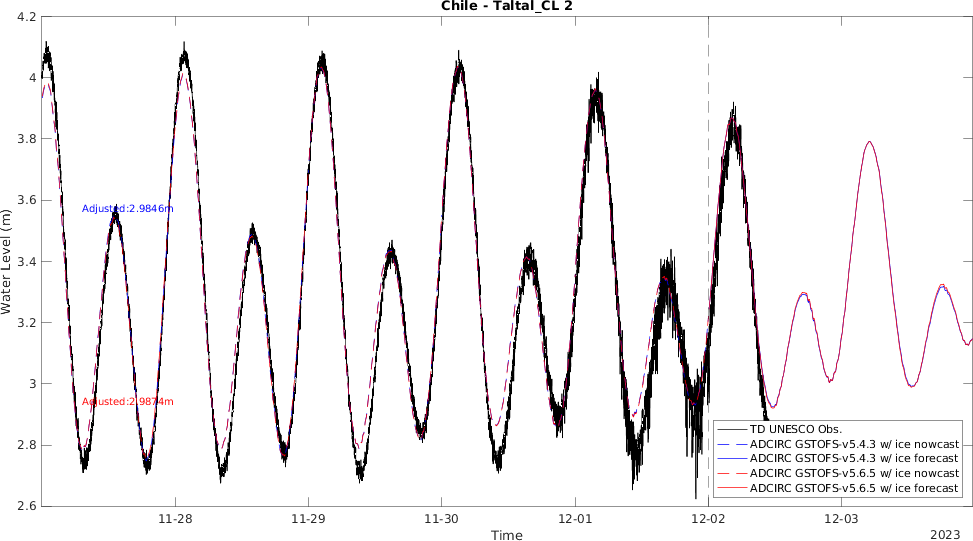 Chile - Taltal_CL 2
4.2
4
3.8
3.6
3.4
3.2
3
2.8
2.6
Water Level (m)
Adjusted:2.9846m
Adjusted:2.9874m
TD UNESCO Obs.
ADCIRC GSTOFS-v5.4.3 w/ ice nowcast
ADCIRC GSTOFS-v5.4.3 w/ ice forecast
ADCIRC GSTOFS-v5.6.5 w/ ice nowcast
ADCIRC GSTOFS-v5.6.5 w/ ice forecast
11-28 11-29 11-30 12-01 12-02 12-03
Time
2023